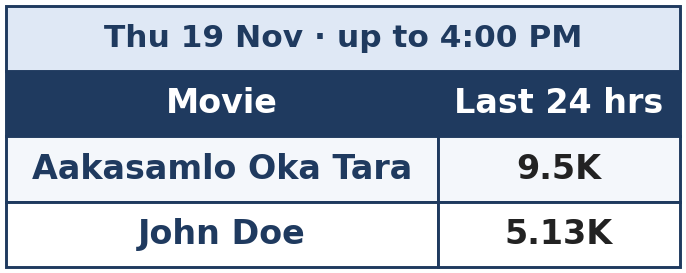 Thu 19 Nov · up to 4:00 PM
Movie Last 24 hrs
Aakasamlo Oka Tara 9.5K
John Doe 5.13K